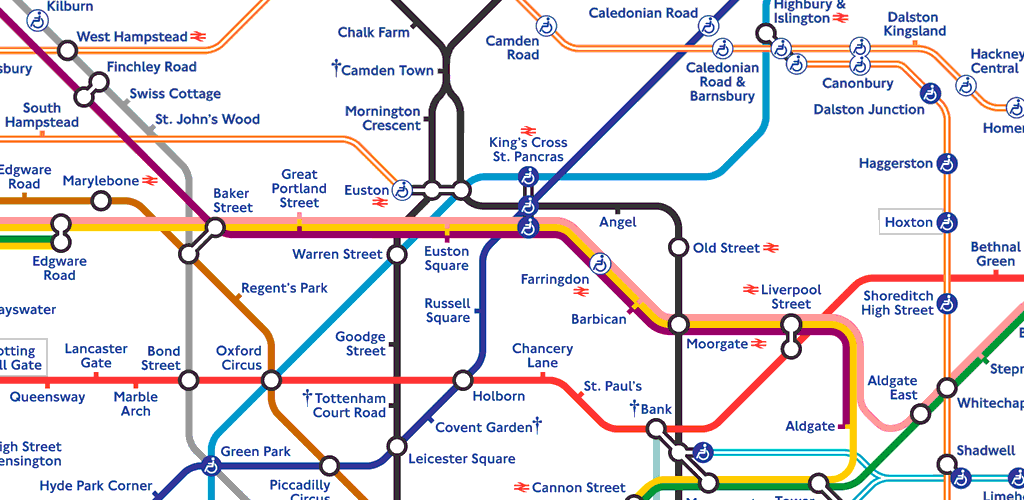 Kilburn
West Hampstead
sbury
Finchley Road
Swiss Cottage
South
Hampstead
St. John's Wood
Edgware
Road
Marylebone
Baker
Street
Great
Portland
Street
Edgware
Road
Regent's Park
ayswater
otting
ll Gate
Lancaster
Gate
Bond
Street
Oxford
Circus
Queensway
Marble
Arch
igh Street
ensington
Green Park
Hyde Park Corner
Piccadilly
Circus
Chalk Farm
†Camden Town
Mornington
Crescent
Euston
Camden
Road
King's Cross
St. Pancras
Warren Street
Euston
Square
Russell
Square
Goodge
Street
†Tottenham
Court Road
Holborn
Covent Garden†
Leicester Square
Chancery
Lane
St. Paul's
†Bank
Cannon Street
Farringdon
Barbican
Angel
Old Street
Moorgate
Liverpool
Street
Aldgate
Aldgate
East
Tower
Caledonian Road
Caledonian
Road &
Barnsbury
Highbury &
Islington
Canonbury
Dalston
Kingsland
Hackney
Central
Homer
Dalston Junction
Haggerston
Hoxton
Bethnal
Green
Shoreditch
High Street
Stepr
Whitechap
Shadwell
Limeh